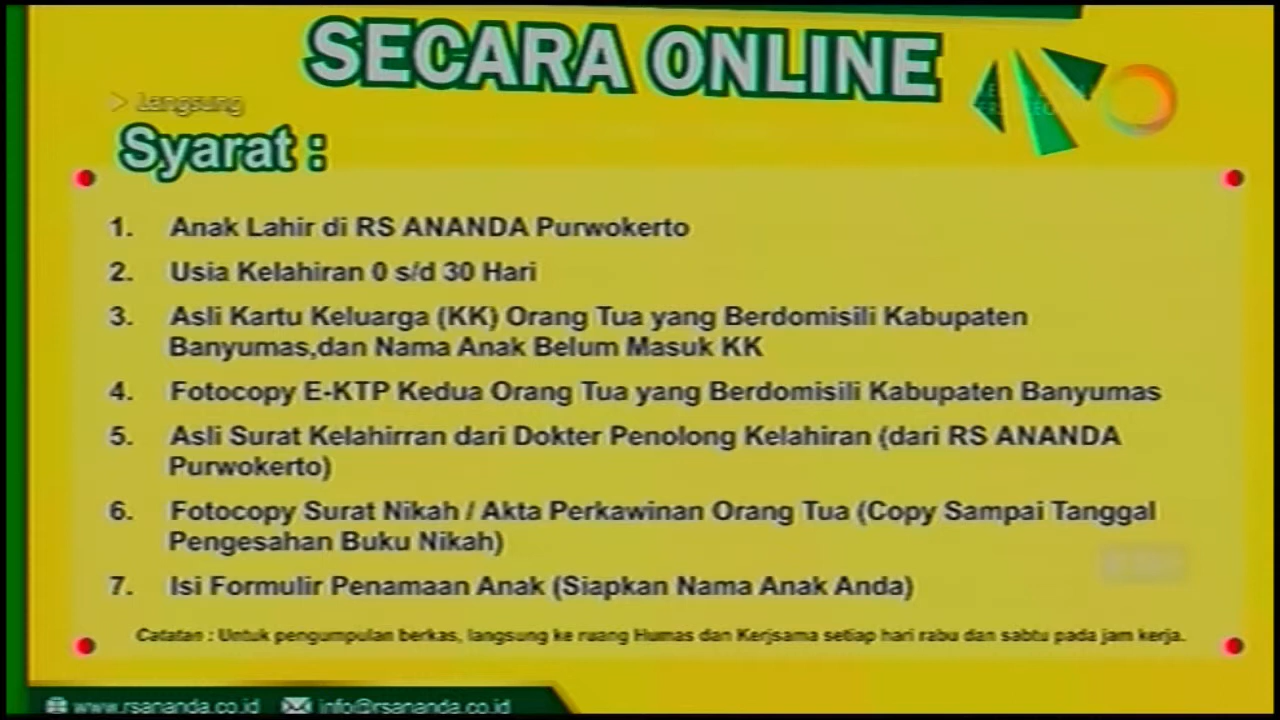 SECARA ONLINE
Langsung
Syarat :
1. Anak Lahir di RS ANANDA Purwokerto
2. Usia Kelahiran 0 s/d 30 Hari
3. Asli Kartu Keluarga (KK) Orang Tua yang Berdomisili Kabupaten
Banyumas,dan Nama Anak Belum Masuk KK
4. Fotocopy E-KTP Kedua Orang Tua yang Berdomisili Kabupaten Banyumas
5. Asli Surat Kelahirran dari Dokter Penolong Kelahiran (dari RS ANANDA
Purwokerto)
6. Fotocopy Surat Nikah / Akta Perkawinan Orang Tua (Copy Sampai Tanggal
Pengesahan Buku Nikah)
7. Isi Formulir Penamaan Anak (Siapkan Nama Anak Anda)
Catatan : Untuk pengumpulan berkas, langsung ke ruang Humas dan Kerjsama setiap hari rabu dan sabtu pada jam kerja.
www.rsananda.co.id info@rsananda.co.id